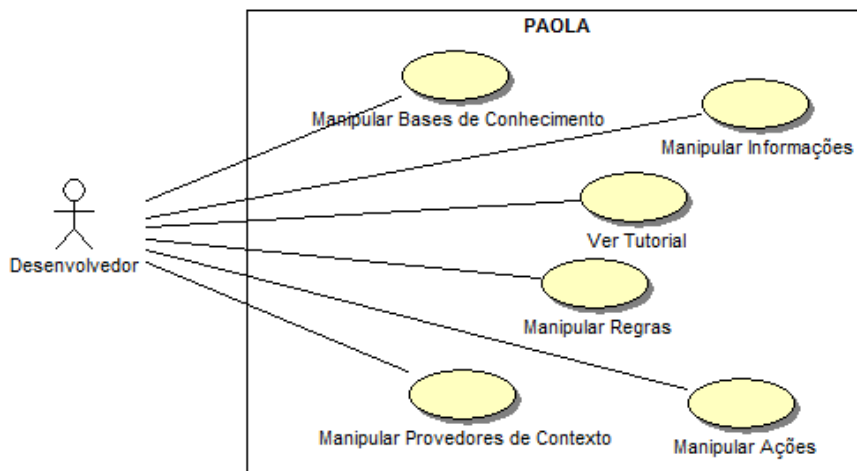 PAOLA
Manipular Bases de Conhecimento
Manipular Informações
Ver Tutorial
Desenvolvedor
Manipular Regras
Manipular Provedores de Contexto
Manipular Ações